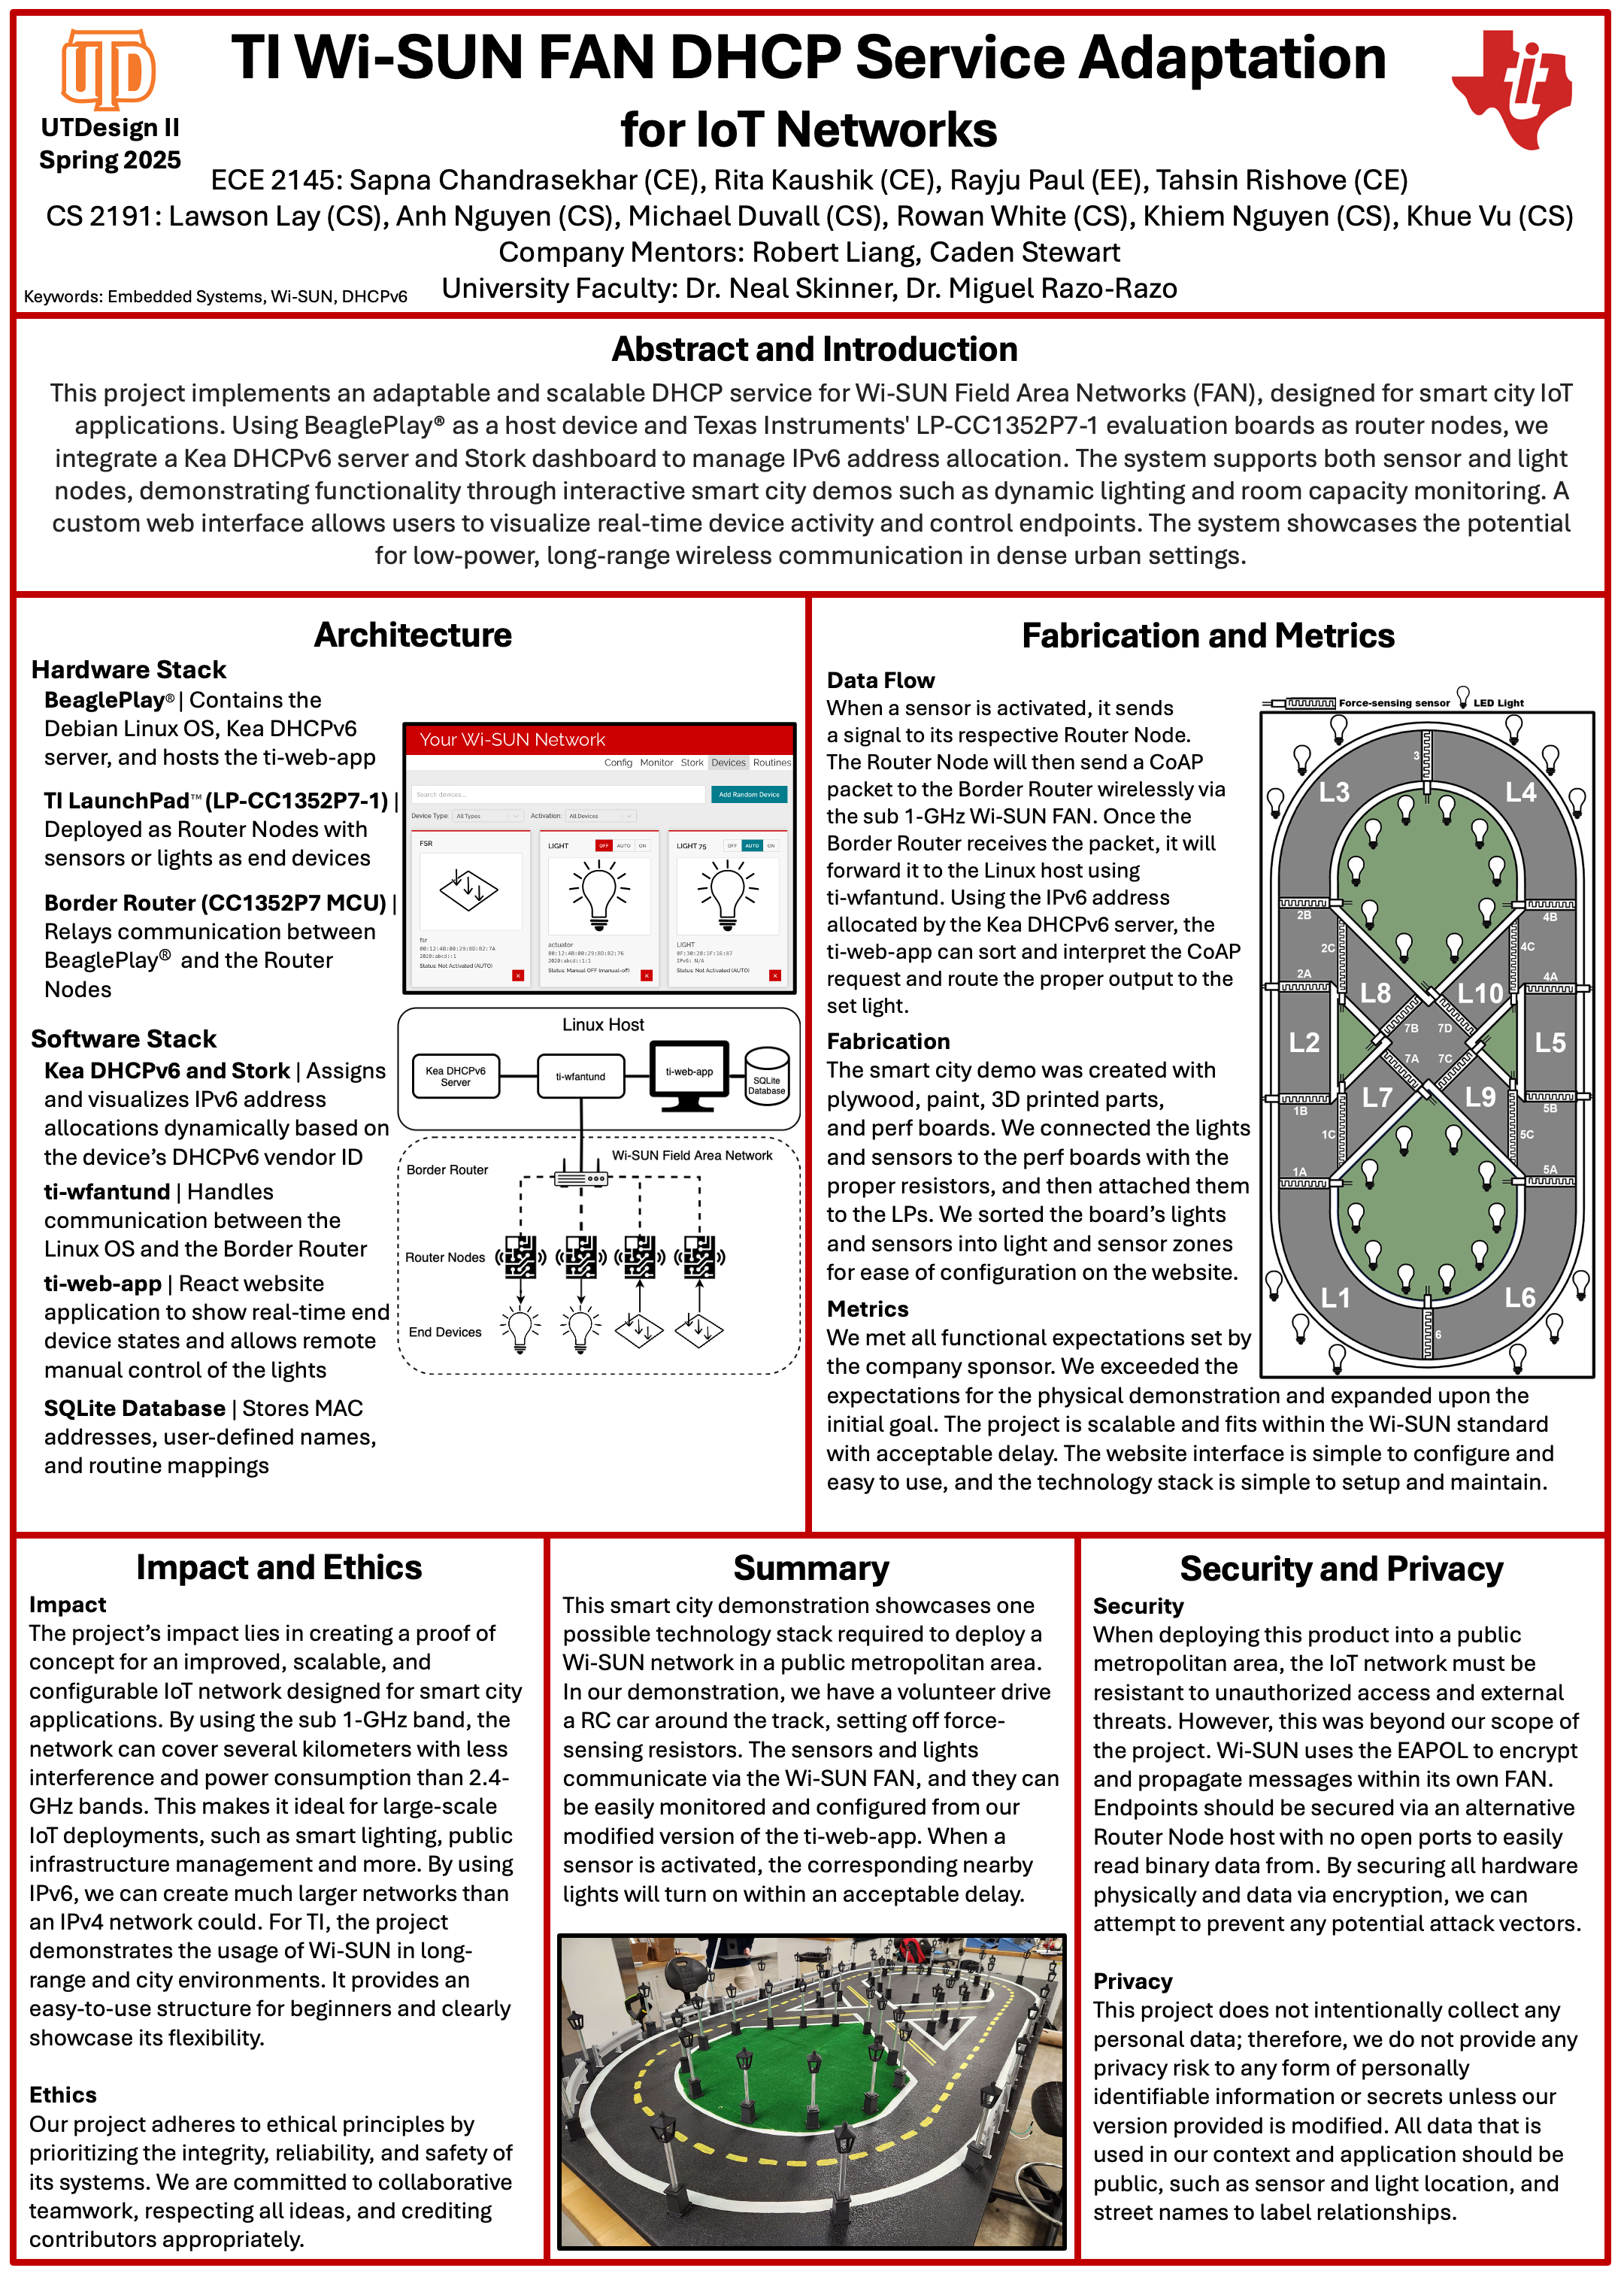 UTD
UTDesign II
Spring 2025
TI Wi-SUN FAN DHCP Service Adaptation
for IoT Networks
ti
ECE 2145: Sapna Chandrasekhar (CE), Rita Kaushik (CE), Rayju Paul (EE), Tahsin Rishove (CE)
CS 2191: Lawson Lay (CS), Anh Nguyen (CS), Michael Duvall (CS), Rowan White (CS), Khiem Nguyen (CS), Khue Vu (CS)
Company Mentors: Robert Liang, Caden Stewart
University Faculty: Dr. Neal Skinner, Dr. Miguel Razo-Razo
Keywords: Embedded Systems, Wi-SUN, DHCPv6
Abstract and Introduction
This project implements an adaptable and scalable DHCP service for Wi-SUN Field Area Networks (FAN), designed for smart city IoT
applications. Using BeaglePlay® as a host device and Texas Instruments' LP-CC1352P7-1 evaluation boards as router nodes, we
integrate a Kea DHCPv6 server and Stork dashboard to manage IPv6 address allocation. The system supports both sensor and light
nodes, demonstrating functionality through interactive smart city demos such as dynamic lighting and room capacity monitoring. A
custom web interface allows users to visualize real-time device activity and control endpoints. The system showcases the potential
for low-power, long-range wireless communication in dense urban settings.
Architecture
Hardware Stack
BeaglePlay® | Contains the
Debian Linux OS, Kea DHCPv6
server, and hosts the ti-web-app
TI LaunchPad™ (LP-CC1352P7-1) |
Deployed as Router Nodes with
sensors or lights as end devices
Border Router (CC1352P7 MCU) |
Relays communication between
BeaglePlay® and the Router
Nodes
Software Stack
Kea DHCPv6 and Stork | Assigns
and visualizes IPv6 address
allocations dynamically based on
the device's DHCPv6 vendor ID
ti-wfantund | Handles
communication between the
Linux OS and the Border Router
ti-web-app | React website
application to show real-time end
device states and allows remote
manual control of the lights
SQLite Database | Stores MAC
addresses, user-defined names,
and routine mappings
Your Wi-SUN Network
Config Monitor Stork Devices Routines
Search devices...
Add Random Device
Device Type: All Types
Activation: All Devices
FSR
fsr
00:12:4B:00:29:8D:82:7A
2020:abcd::1
Status: Not Activated (AUTO)
x
LIGHT
OFF AUTO ON
actuator
00:12:4B:00:29:8D:82:76
2020:abcd::1:1
Status: Manual OFF (manual-off)
x
LIGHT 75
OFF AUTO ON
LIGHT
8F:30:28:1F:16:87
IPv6: N/A
Status: Not Activated (AUTO)
x
Linux Host
Kea DHCPv6
Server
ti-wfantund
ti-web-app
SQLite
Database
Wi-SUN Field Area Network
Border Router
Router Nodes
End Devices
Fabrication and Metrics
Data Flow
When a sensor is activated, it sends
a signal to its respective Router Node.
The Router Node will then send a CoAP
packet to the Border Router wirelessly via
the sub 1-GHz Wi-SUN FAN. Once the
Border Router receives the packet, it will
forward it to the Linux host using
ti-wfantund. Using the IPv6 address
allocated by the Kea DHCPv6 server, the
ti-web-app can sort and interpret the CoAP
request and route the proper output to the
set light.
Fabrication
The smart city demo was created with
plywood, paint, 3D printed parts,
and perf boards. We connected the lights
and sensors to the perf boards with the
proper resistors, and then attached them
to the LPs. We sorted the board's lights
and sensors into light and sensor zones
for ease of configuration on the website.
Metrics
We met all functional expectations set by
the company sponsor. We exceeded the
expectations for the physical demonstration and expanded upon the
initial goal. The project is scalable and fits within the Wi-SUN standard
with acceptable delay. The website interface is simple to configure and
easy to use, and the technology stack is simple to setup and maintain.
Force-sensing sensor
LED Light
3
L3
L4
2B
4B
2C
4C
2A
4A
L8
L10
7B
7D
L2
L5
7A
7C
L7
L9
1B
5B
1C
5C
1A
5A
L1
L6
6
Impact and Ethics
Impact
The project's impact lies in creating a proof of
concept for an improved, scalable, and
configurable IoT network designed for smart city
applications. By using the sub 1-GHz band, the
network can cover several kilometers with less
interference and power consumption than 2.4-
GHz bands. This makes it ideal for large-scale
IoT deployments, such as smart lighting, public
infrastructure management and more. By using
IPv6, we can create much larger networks than
an IPv4 network could. For TI, the project
demonstrates the usage of Wi-SUN in long-
range and city environments. It provides an
easy-to-use structure for beginners and clearly
showcase its flexibility.
Ethics
Our project adheres to ethical principles by
prioritizing the integrity, reliability, and safety of
its systems. We are committed to collaborative
teamwork, respecting all ideas, and crediting
contributors appropriately.
Summary
This smart city demonstration showcases one
possible technology stack required to deploy a
Wi-SUN network in a public metropolitan area.
In our demonstration, we have a volunteer drive
a RC car around the track, setting off force-
sensing resistors. The sensors and lights
communicate via the Wi-SUN FAN, and they can
be easily monitored and configured from our
modified version of the ti-web-app. When a
sensor is activated, the corresponding nearby
lights will turn on within an acceptable delay.
Security and Privacy
Security
When deploying this product into a public
metropolitan area, the IoT network must be
resistant to unauthorized access and external
threats. However, this was beyond our scope of
the project. Wi-SUN uses the EAPOL to encrypt
and propagate messages within its own FAN.
Endpoints should be secured via an alternative
Router Node host with no open ports to easily
read binary data from. By securing all hardware
physically and data via encryption, we can
attempt to prevent any potential attack vectors.
Privacy
This project does not intentionally collect any
personal data; therefore, we do not provide any
privacy risk to any form of personally
identifiable information or secrets unless our
version provided is modified. All data that is
used in our context and application should be
public, such as sensor and light location, and
street names to label relationships.